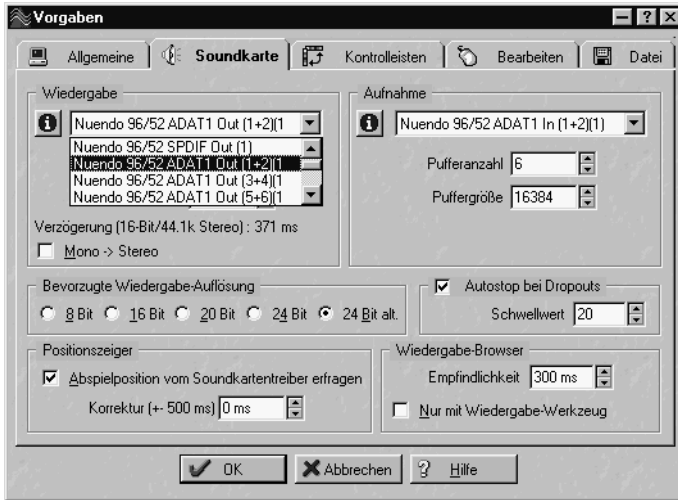 Vorgaben
Allgemeine
Soundkarte
Kontrolleisten
Bearbeiten
Datei
Wiedergabe
Nuendo 96/52 ADAT1 Out (1+2)(1
Nuendo 96/52 SPDIF Out (1)
Nuendo 96/52 ADAT1 Out (1+2)(1
Nuendo 96/52 ADAT1 Out (3+4)(1
Nuendo 96/52 ADAT1 Out (5+6)(1
Verzögerung (16-Bit/44.1k Stereo) : 371 ms
Mono -> Stereo
Aufnahme
Nuendo 96/52 ADAT1 In (1+2)(1)
Pufferanzahl 6
Puffergröße 16384
Bevorzugte Wiedergabe-Auflösung
8 Bit 16 Bit 20 Bit 24 Bit 24 Bit alt.
Autostop bei Dropouts
Schwellwert 20
Positionszeiger
Abspielposition vom Soundkartentreiber erfragen
Korrektur (+- 500 ms) 0 ms
Wiedergabe-Browser
Empfindlichkeit 300 ms
Nur mit Wiedergabe-Werkzeug
OK
Abbrechen
Hilfe